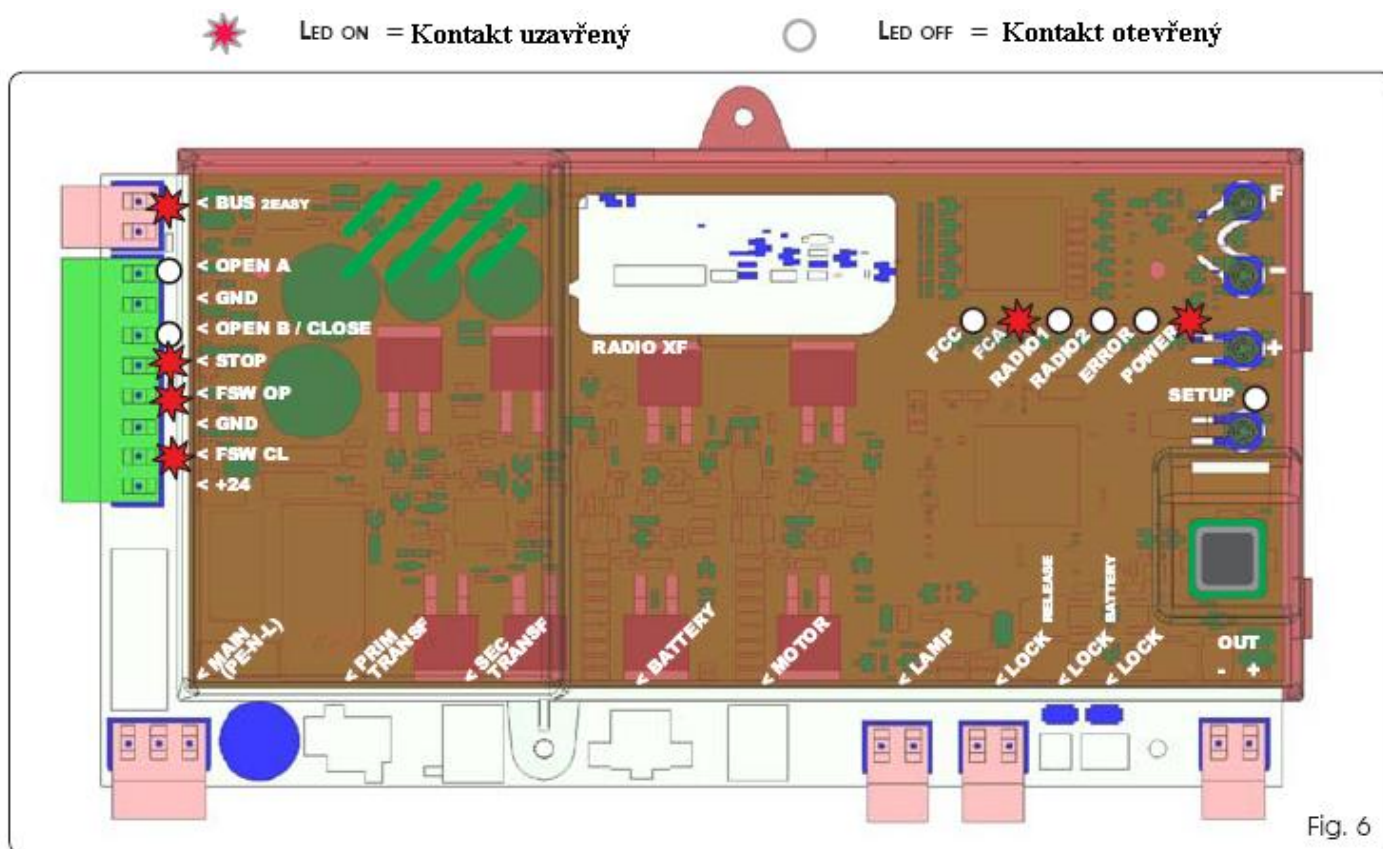 LED ON = Kontakt uzavřený
LED OFF = Kontakt otevřený
< BUS 2EASY
< OPEN A
< GND
< OPEN B / CLOSE
< STOP
< FSW OP
< GND
< FSW CL
< +24
RADIO XF
FCC
FCA
RADIO1
RADIO2
ERROR
POWER
F
-
+
SETUP
< MAIN
(PE-N-L)
< PRIM
TRANSF
< SEC
TRANSF
< BATTERY
< MOTOR
< LAMP
< LOCK RELEASE
< LOCK BATTERY
< LOCK
OUT
- +
Fig. 6